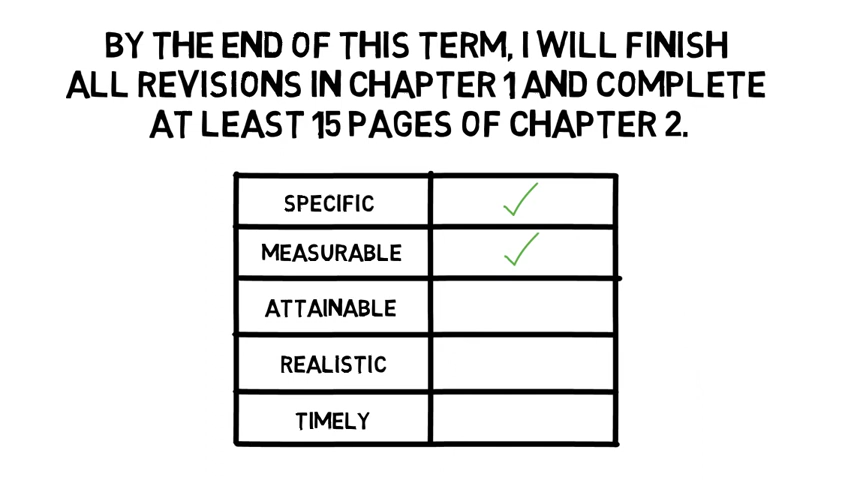 BY THE END OF THIS TERM, I WILL FINISH
ALL REVISIONS IN CHAPTER 1 AND COMPLETE
AT LEAST 15 PAGES OF CHAPTER 2.
SPECIFIC
MEASURABLE
ATTAINABLE
REALISTIC
TIMELY